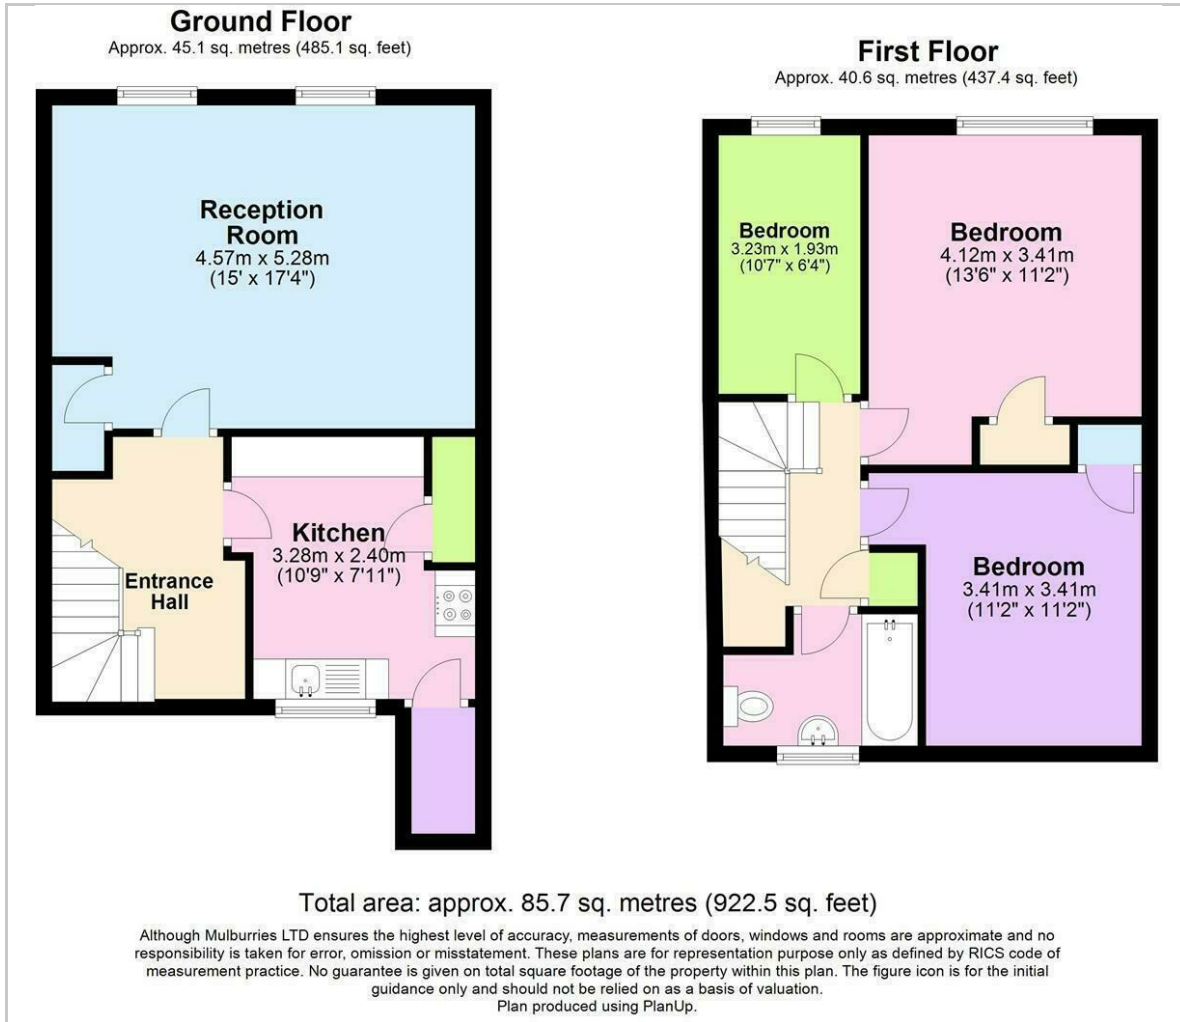 Ground Floor
Approx. 45.1 sq. metres (485.1 sq. feet)
First Floor
Approx. 40.6 sq. metres (437.4 sq. feet)
Reception
Room
4.57m x 5.28m
(15' x 17'4")
Kitchen
3.28m x 2.40m
(10'9" x 7'11")
Entrance
Hall
Bedroom
3.23m x 1.93m
(10'7" x 6'4")
Bedroom
4.12m x 3.41m
(13'6" x 11'2")
Bedroom
3.41m x 3.41m
(11'2" x 11'2")
Total area: approx. 85.7 sq. metres (922.5 sq. feet)
Although Mulburries LTD ensures the highest level of accuracy, measurements of doors, windows and rooms are approximate and no
responsibility is taken for error, omission or misstatement. These plans are for representation purpose only as defined by RICS code of
measurement practice. No guarantee is given on total square footage of the property within this plan. The figure icon is for the initial
guidance only and should not be relied on as a basis of valuation.
Plan produced using PlanUp.